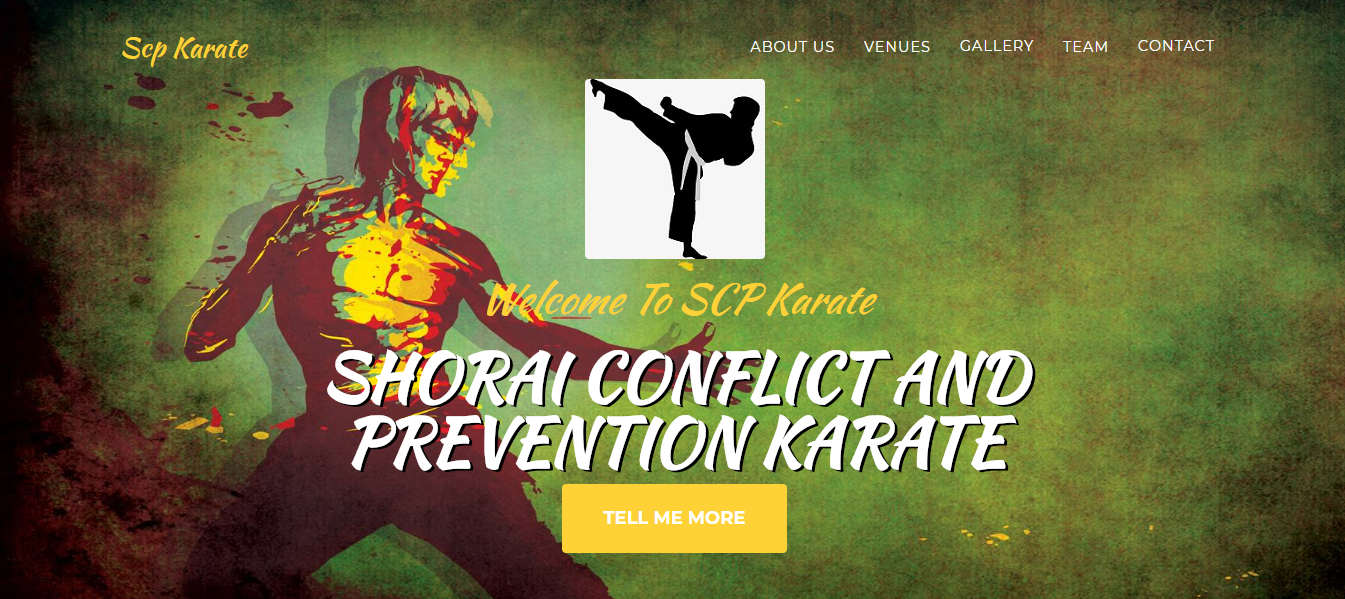 Scp Karate
ABOUT US
VENUES
GALLERY
TEAM
CONTACT
Welcome To SCP Karate
SHORAI CONFLICT AND
PREVENTION KARATE
TELL ME MORE